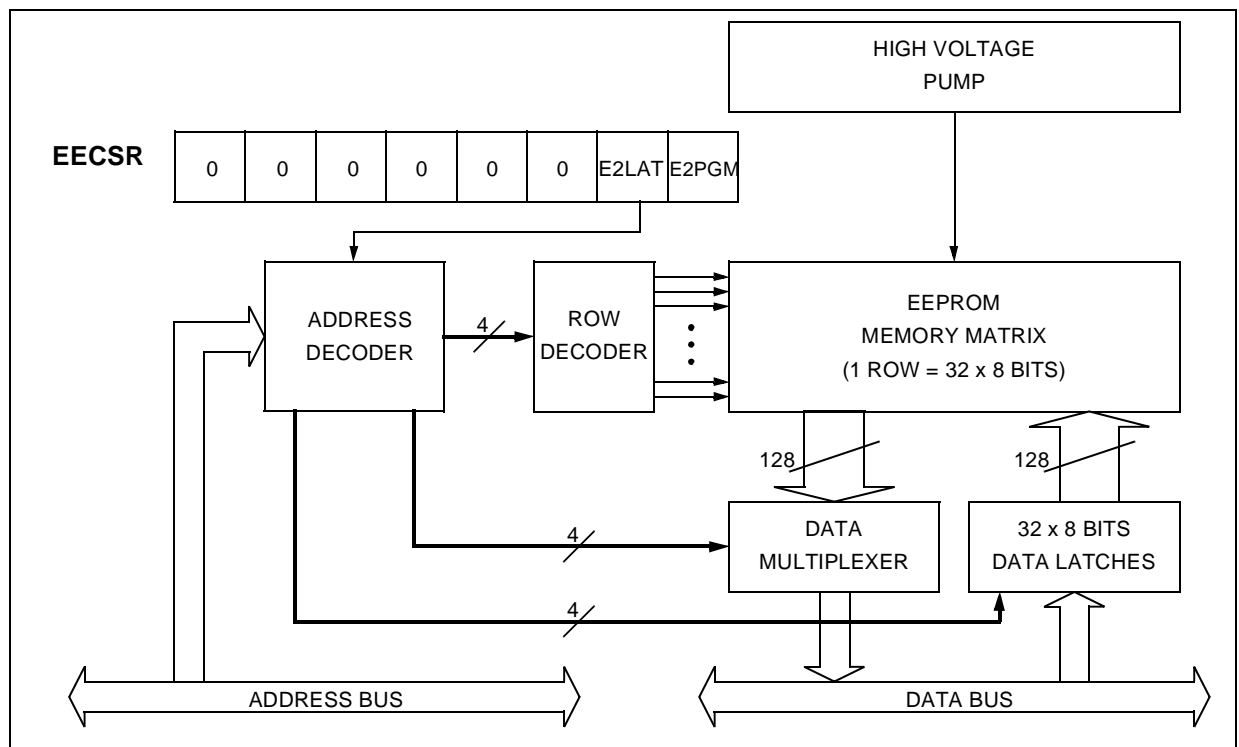 HIGH VOLTAGE
PUMP
EECSR
0 0 0 0 0 0 E2LAT E2PGM
ADDRESS
DECODER
4
ROW
DECODER
EEPROM
MEMORY MATRIX
(1 ROW = 32 x 8 BITS)
128
128
4
DATA
MULTIPLEXER
32 x 8 BITS
DATA LATCHES
4
ADDRESS BUS
DATA BUS